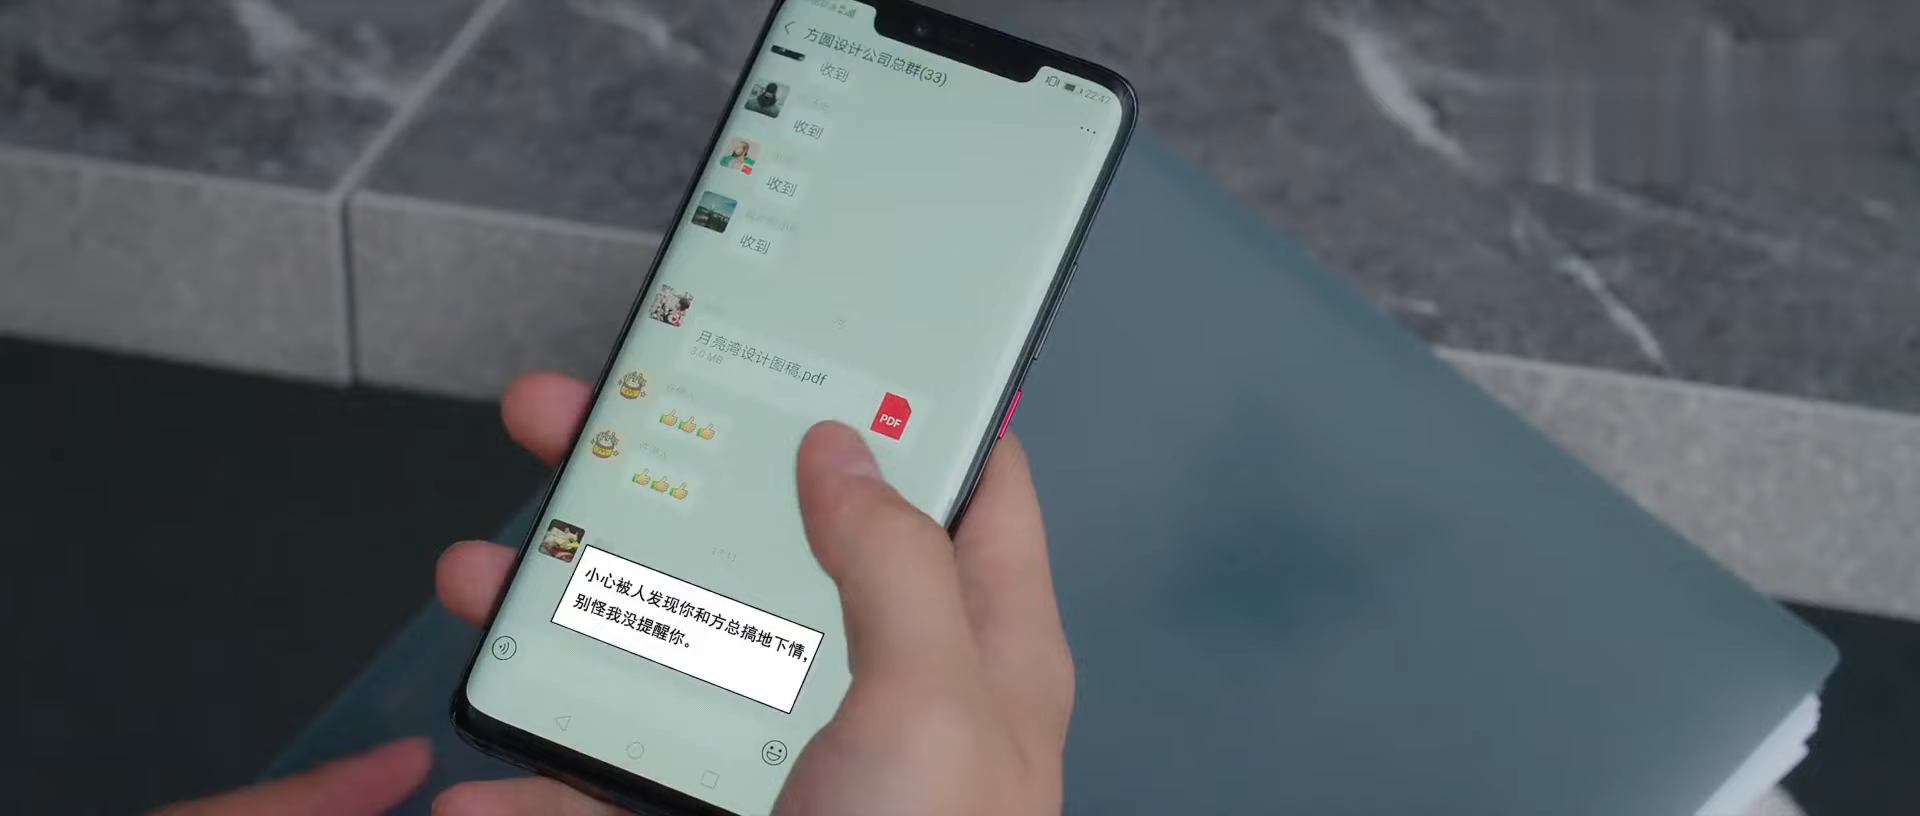 方圆设计公司总群(33)
22:47
收到
收到
收到
收到
月亮湾设计图稿.pdf
3.0 MB
PDF
小心被人发现你和方总搞地下情,
别怪我没提醒你。